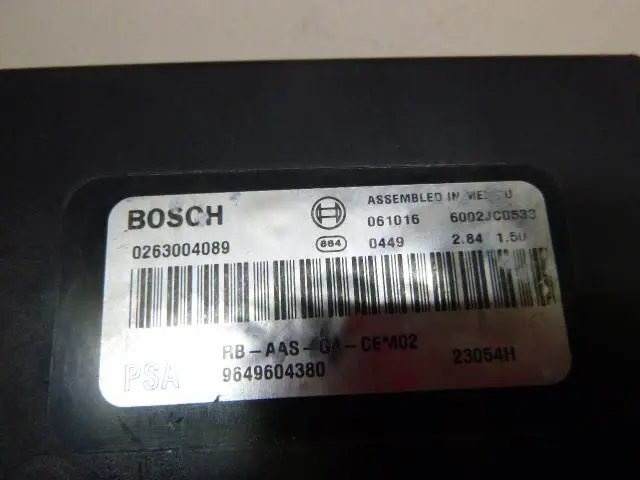 BOSCH
ASSEMBLED IN MEXICO
061016 6002JC0533
0263004089
864 0449 2.84 1.50
RB-AAS-GA-CEM02
23054H
PSA
9649604380